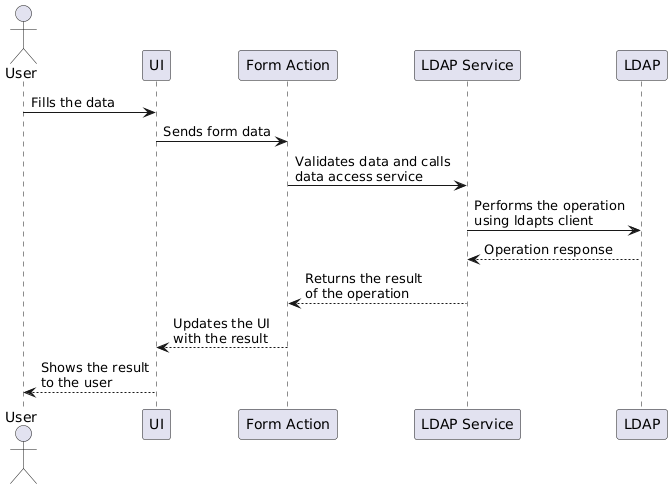 User
UI
Form Action
LDAP Service
LDAP
Fills the data
Sends form data
Validates data and calls
data access service
Performs the operation
using ldapts client
Operation response
Returns the result
of the operation
Updates the UI
with the result
Shows the result
to the user
User
UI
Form Action
LDAP Service
LDAP